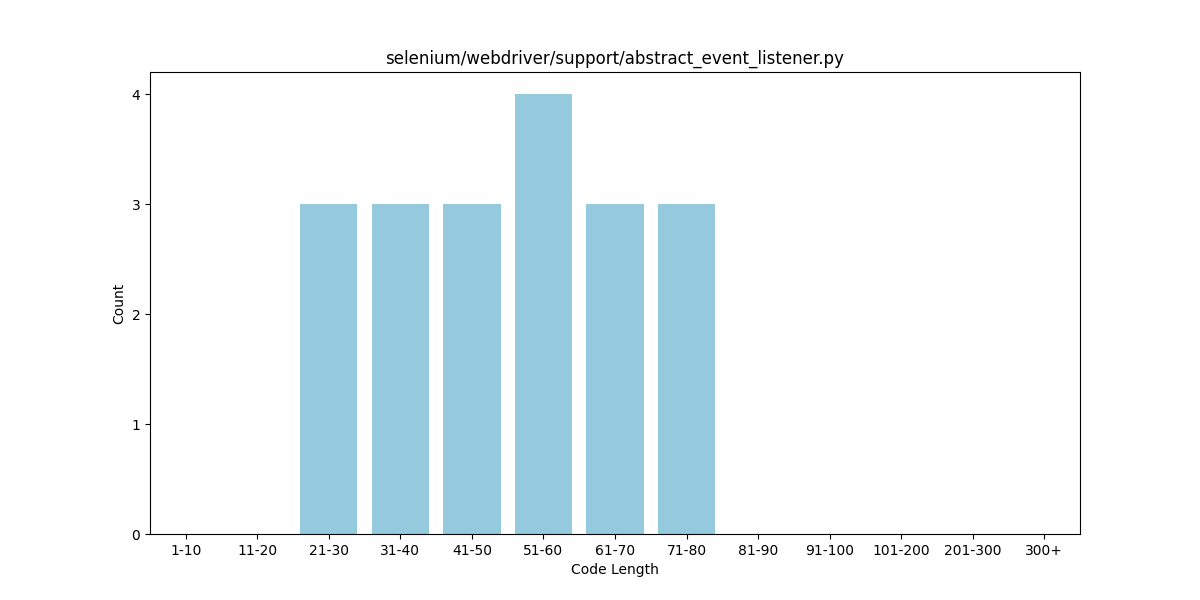 selenium/webdriver/support/abstract_event_listener.py
4
3
2
1
0
Count
1-10 11-20 21-30 31-40 41-50 51-60 61-70 71-80 81-90 91-100 101-200 201-300 300+
Code Length